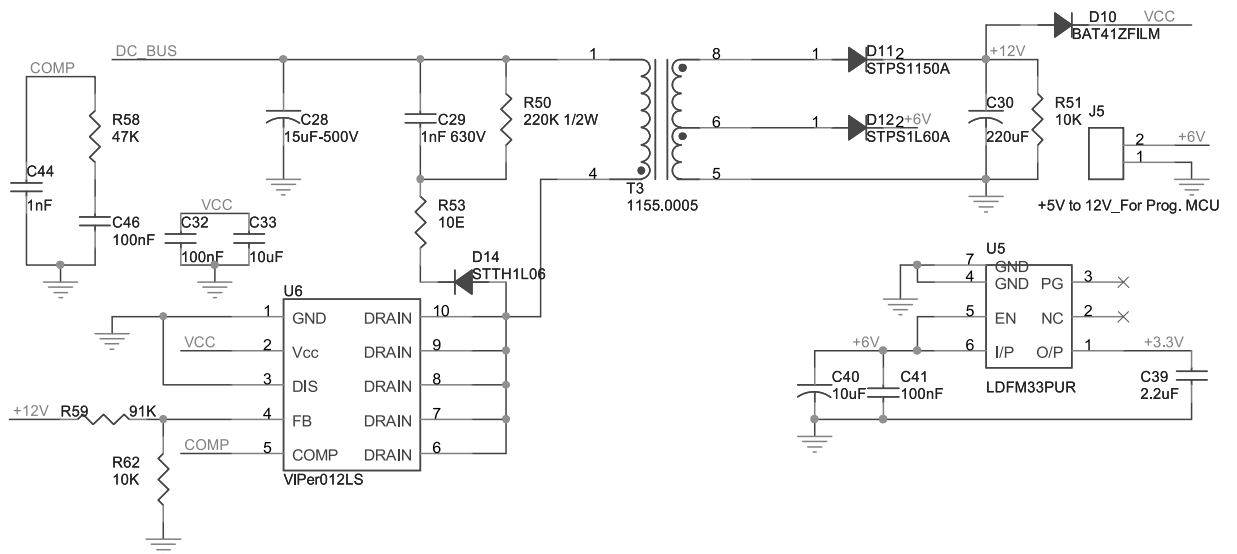 D10
VCC
BAT41ZFILM
DC_BUS
1
8
1
D11
2
+12V
STPS1150A
COMP
R58
47K
C28
15uF-500V
C29
1nF 630V
R50
220K 1/2W
6
1
D12
2
+6V
STPS1L60A
C30
220uF
R51
10K
J5
2
+6V
1
C44
1nF
4
5
T3
1155.0005
+5V to 12V_For Prog. MCU
C46
100nF
VCC
C32
100nF
C33
10uF
R53
10E
D14
STTH1L06
U6
1
GND
DRAIN
10
VCC
2
Vcc
DRAIN
9
3
DIS
DRAIN
8
+12V
R59
91K
4
FB
DRAIN
7
COMP
5
COMP
DRAIN
6
VIPer012LS
R62
10K
U5
7
GND
4
GND
PG
3
5
EN
NC
2
+6V
6
I/P
O/P
1
+3.3V
LDFM33PUR
C40
10uF
C41
100nF
C39
2.2uF